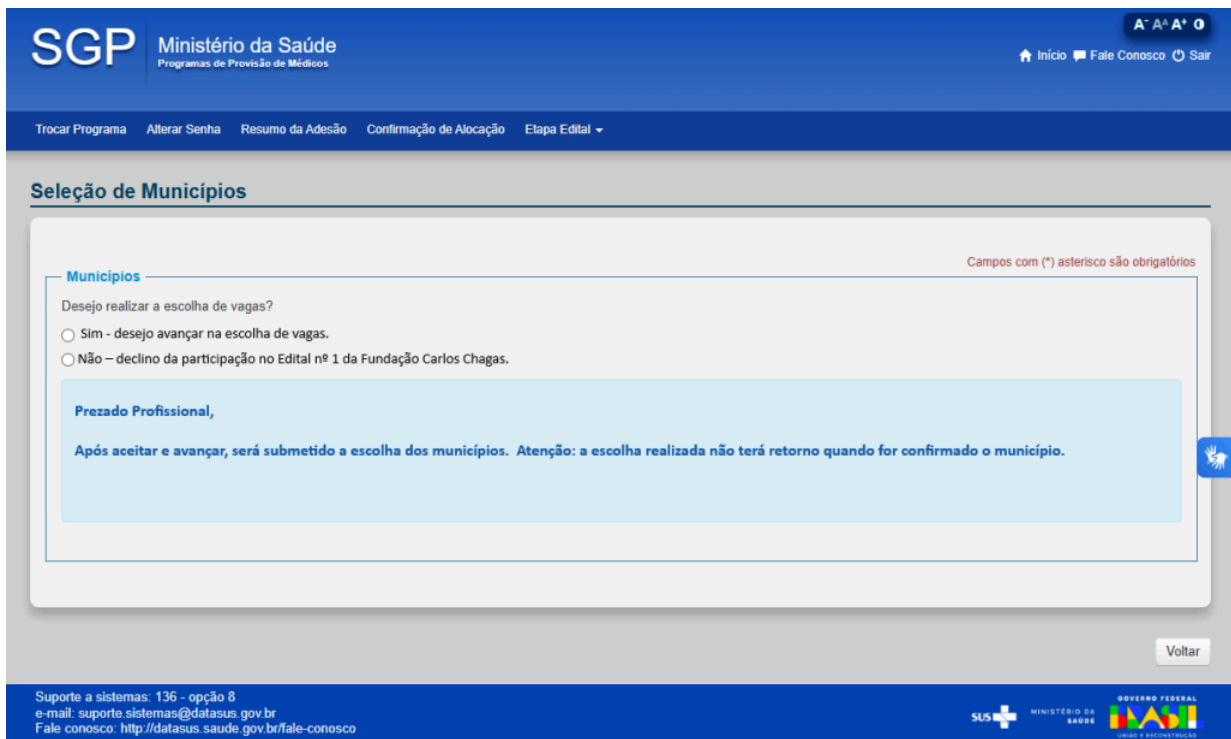 A- AA A+
SGP
Ministério da Saúde
Programas de Provisão de Médicos
Início Fale Conosco Sair
Trocar Programa Alterar Senha Resumo da Adesão Confirmação de Alocação Etapa Edital
Seleção de Municípios
Campos com (*) asterisco são obrigatórios
Municípios
Desejo realizar a escolha de vagas?
Sim - desejo avançar na escolha de vagas.
Não – declino da participação no Edital nº 1 da Fundação Carlos Chagas.
Prezado Profissional,
Após aceitar e avançar, será submetido a escolha dos municípios. Atenção: a escolha realizada não terá retorno quando for confirmado o município.
Voltar
Suporte a sistemas: 136 - opção 8
e-mail: suporte.sistemas@datasus.gov.br
Fale conosco: http://datasus.saude.gov.br/fale-conosco
SUS
MINISTÉRIO DA
SAÚDE
GOVERNO FEDERAL
BRASIL
UNIÃO E RECONSTRUÇÃO